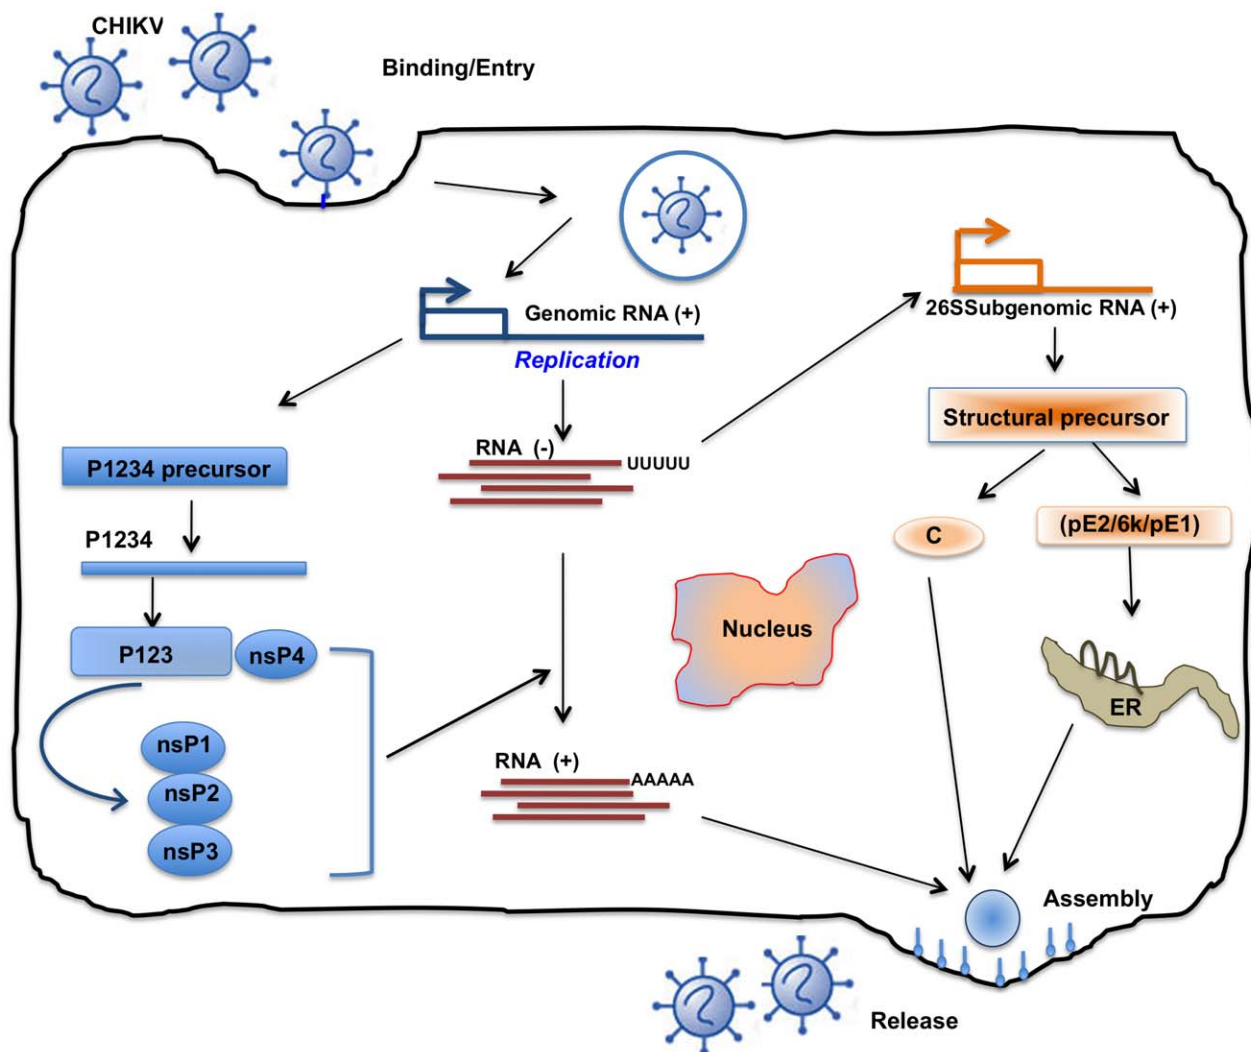 CHIKV
Binding/Entry
Genomic RNA (+)
Replication
26SSubgenomic RNA (+)
Structural precursor
RNA (-)
UUUUU
P1234 precursor
P1234
C
(pE2/6k/pE1)
Nucleus
P123
nsP4
ER
nsP1
nsP2
nsP3
RNA (+)
AAAAA
Assembly
Release